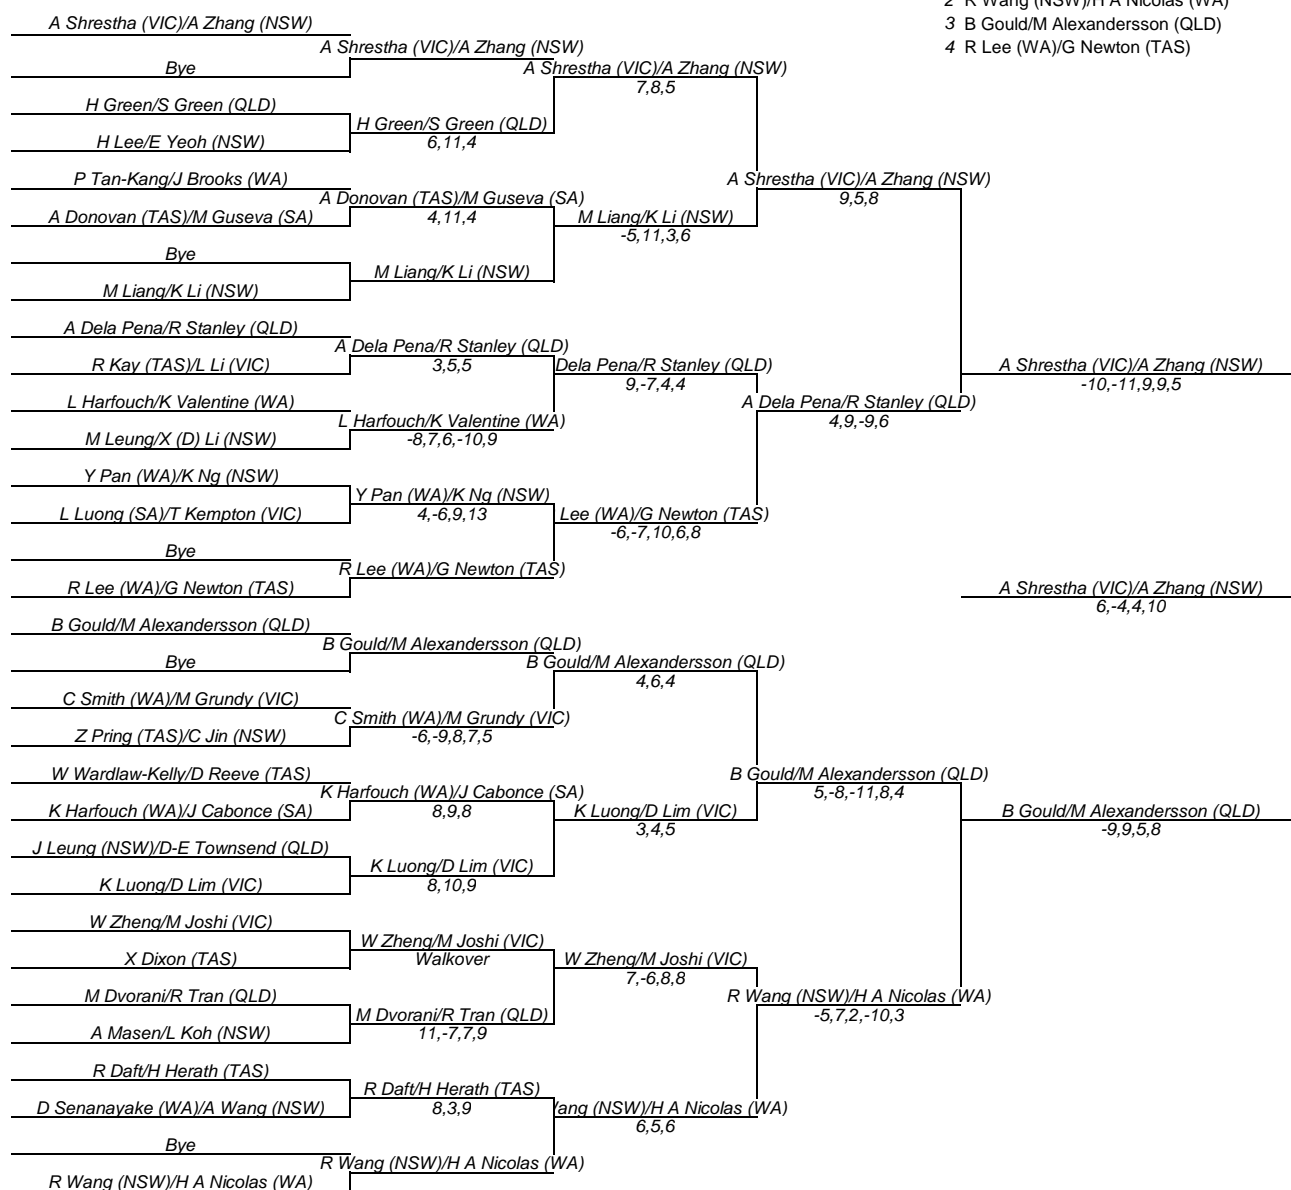 2 R Wang (NSW)/H A Nicolas (WA)
3 B Gould/M Alexandersson (QLD)
4 R Lee (WA)/G Newton (TAS)
A Shrestha (VIC)/A Zhang (NSW)
A Shrestha (VIC)/A Zhang (NSW)
Bye
A Shrestha (VIC)/A Zhang (NSW)
7,8,5
H Green/S Green (QLD)
H Green/S Green (QLD)
6,11,4
H Lee/E Yeoh (NSW)
P Tan-Kang/J Brooks (WA)
A Shrestha (VIC)/A Zhang (NSW)
9,5,8
A Donovan (TAS)/M Guseva (SA)
4,11,4
A Donovan (TAS)/M Guseva (SA)
M Liang/K Li (NSW)
-5,11,3,6
Bye
M Liang/K Li (NSW)
M Liang/K Li (NSW)
A Dela Pena/R Stanley (QLD)
A Dela Pena/R Stanley (QLD)
3,5,5
R Kay (TAS)/L Li (VIC)
Dela Pena/R Stanley (QLD)
9,-7,4,4
A Shrestha (VIC)/A Zhang (NSW)
-10,-11,9,9,5
L Harfouch/K Valentine (WA)
A Dela Pena/R Stanley (QLD)
4,9,-9,6
L Harfouch/K Valentine (WA)
-8,7,6,-10,9
M Leung/X (D) Li (NSW)
Y Pan (WA)/K Ng (NSW)
Y Pan (WA)/K Ng (NSW)
4,-6,9,13
L Luong (SA)/T Kempton (VIC)
Lee (WA)/G Newton (TAS)
-6,-7,10,6,8
Bye
R Lee (WA)/G Newton (TAS)
R Lee (WA)/G Newton (TAS)
A Shrestha (VIC)/A Zhang (NSW)
6,-4,4,10
B Gould/M Alexandersson (QLD)
B Gould/M Alexandersson (QLD)
Bye
B Gould/M Alexandersson (QLD)
4,6,4
C Smith (WA)/M Grundy (VIC)
C Smith (WA)/M Grundy (VIC)
-6,-9,8,7,5
Z Pring (TAS)/C Jin (NSW)
W Wardlaw-Kelly/D Reeve (TAS)
B Gould/M Alexandersson (QLD)
5,-8,-11,8,4
K Harfouch (WA)/J Cabonce (SA)
8,9,8
K Harfouch (WA)/J Cabonce (SA)
K Luong/D Lim (VIC)
3,4,5
B Gould/M Alexandersson (QLD)
-9,9,5,8
J Leung (NSW)/D-E Townsend (QLD)
K Luong/D Lim (VIC)
8,10,9
K Luong/D Lim (VIC)
W Zheng/M Joshi (VIC)
W Zheng/M Joshi (VIC)
Walkover
X Dixon (TAS)
W Zheng/M Joshi (VIC)
7,-6,8,8
M Dvorani/R Tran (QLD)
R Wang (NSW)/H A Nicolas (WA)
-5,7,2,-10,3
M Dvorani/R Tran (QLD)
11,-7,7,9
A Masen/L Koh (NSW)
R Daft/H Herath (TAS)
R Daft/H Herath (TAS)
8,3,9
D Senanayake (WA)/A Wang (NSW)
ang (NSW)/H A Nicolas (WA)
6,5,6
Bye
R Wang (NSW)/H A Nicolas (WA)
R Wang (NSW)/H A Nicolas (WA)